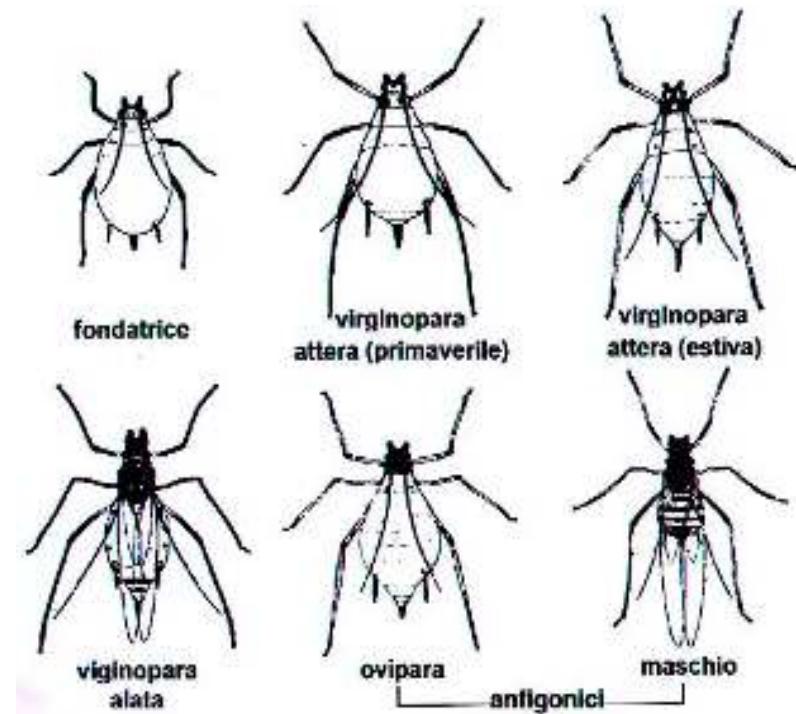 fondatrice
virginopara
attera (primaverile)
virginopara
attera (estiva)
viginopara
alata
ovipara
maschio
anfigonici